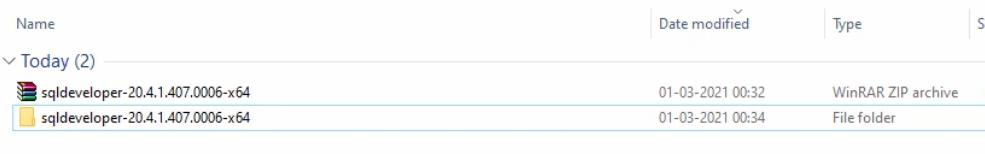 Name Date modified Type S
Today (2)
sqldeveloper-20.4.1.407.0006-x64 01-03-2021 00:32 WinRAR ZIP archive
sqldeveloper-20.4.1.407.0006-x64 01-03-2021 00:34 File folder